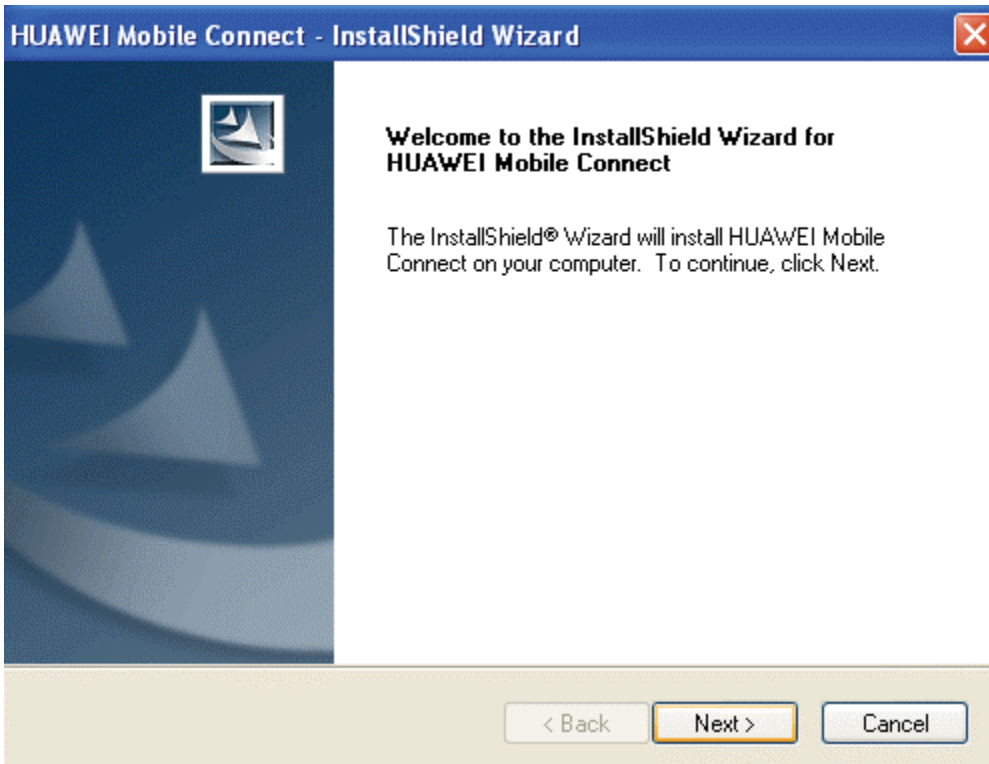 HUAWEI Mobile Connect - InstallShield Wizard
Welcome to the InstallShield Wizard for
HUAWEI Mobile Connect
The InstallShield® Wizard will install HUAWEI Mobile
Connect on your computer.  To continue, click Next.
< Back
Next >
Cancel